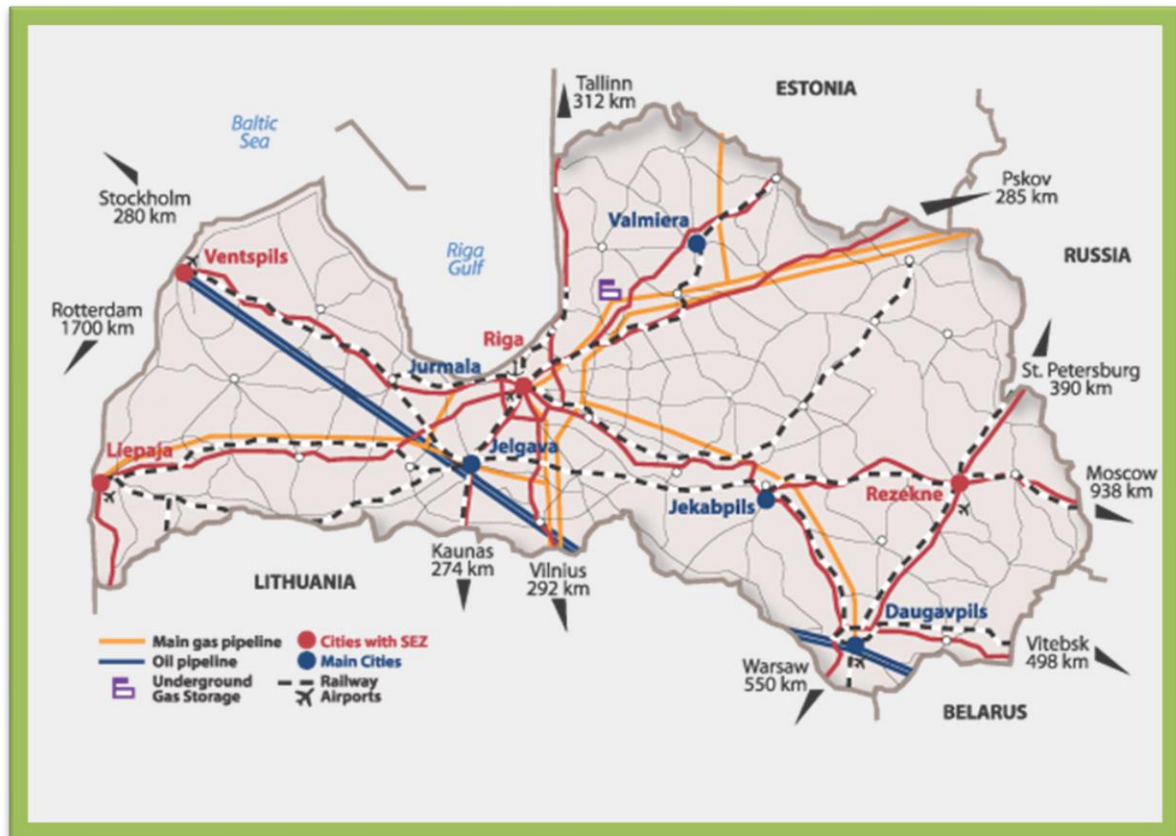 Tallinn
312 km
ESTONIA
Baltic
Sea
Stockholm
280 km
Pskov
285 km
Valmiera
Ventspils
Riga
Gulf
RUSSIA
Rotterdam
1700 km
Riga
Jurmala
St. Petersburg
390 km
Liepaja
Jelgava
Moscow
938 km
Rezekne
Jekabpils
Kaunas
274 km
Vilnius
292 km
LITHUANIA
Daugavpils
Vitebsk
498 km
Warsaw
550 km
BELARUS
Main gas pipeline
Oil pipeline
Underground
Gas Storage
Cities with SEZ
Main Cities
Railway
Airports